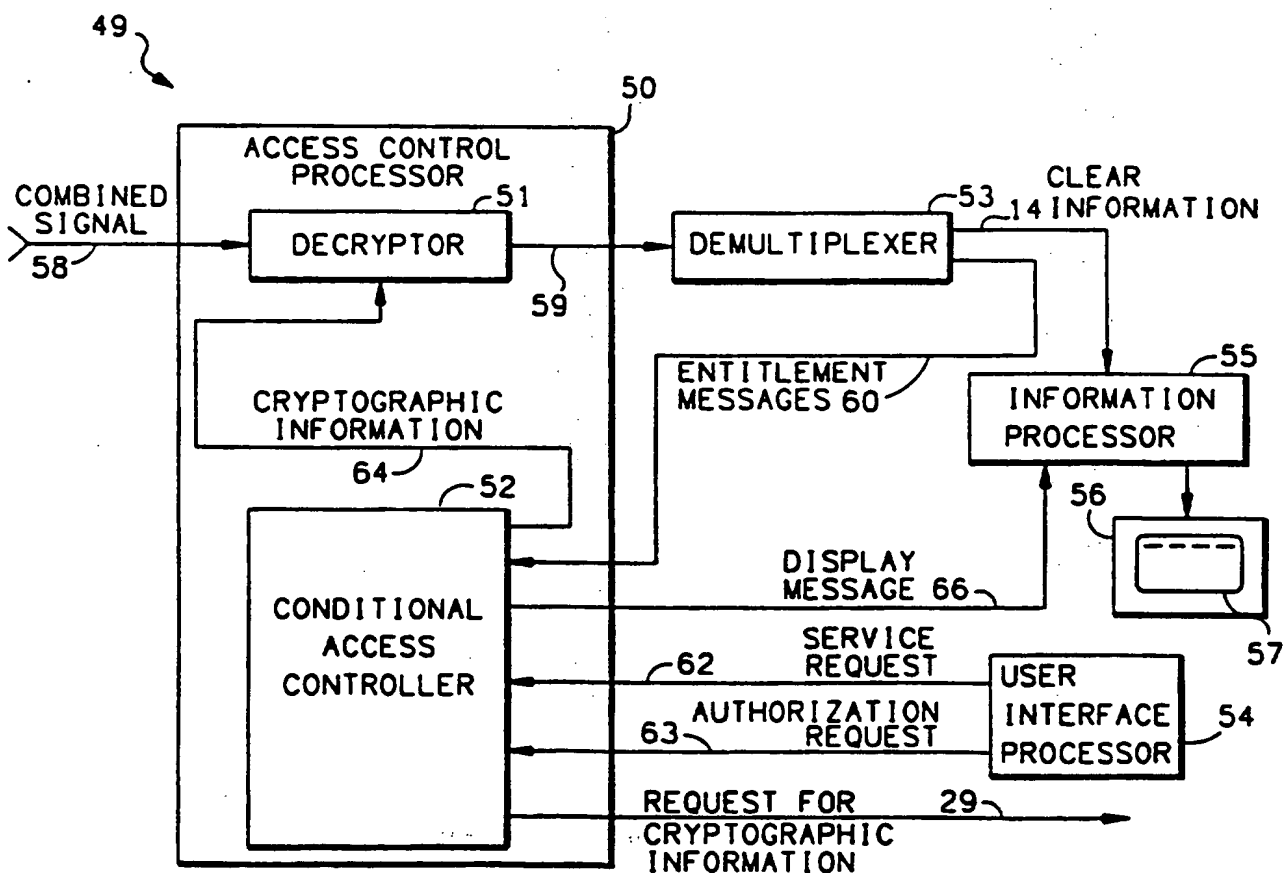 49
50
ACCESS CONTROL
PROCESSOR
COMBINED
SIGNAL
58
51
DECRYPTOR
59
53
DEMULTIPLEXER
CLEAR
14 INFORMATION
ENTITLEMENT
MESSAGES 60
55
INFORMATION
PROCESSOR
CRYPTOGRAPHIC
INFORMATION
64
52
CONDITIONAL
ACCESS
CONTROLLER
56
57
DISPLAY
MESSAGE 66
SERVICE
REQUEST
62
AUTHORIZATION
REQUEST
63
USER
INTERFACE
PROCESSOR
54
REQUEST FOR
CRYPTOGRAPHIC
INFORMATION
29